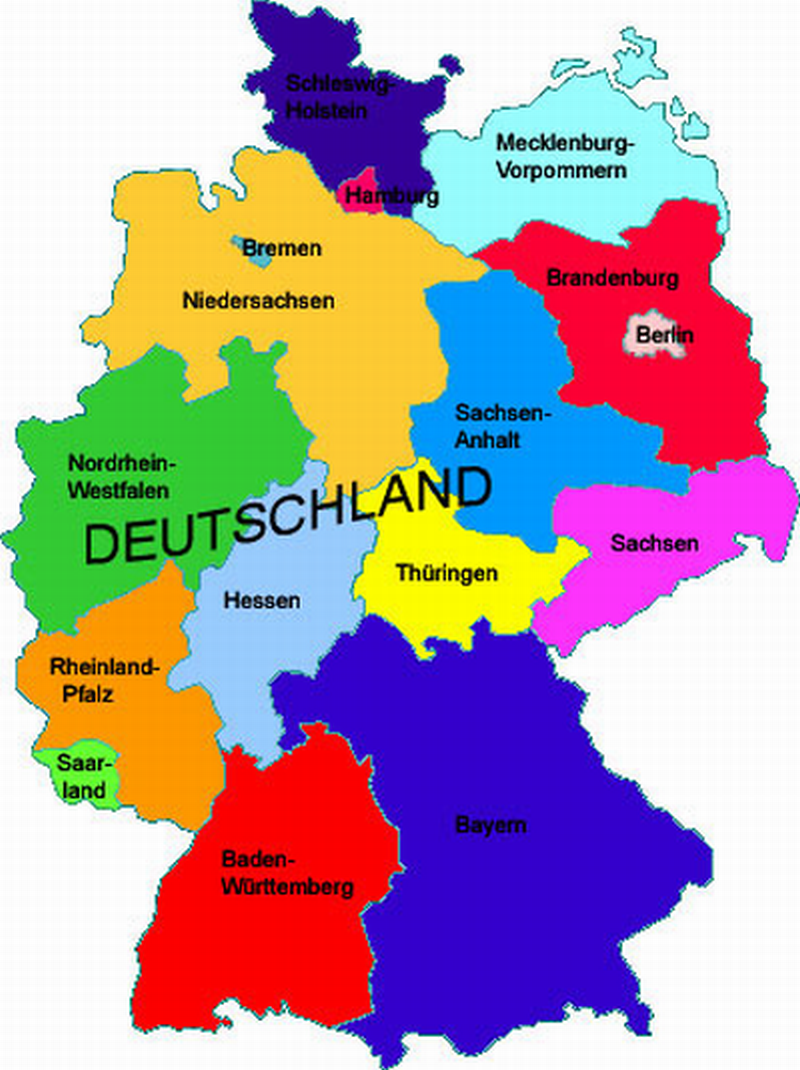 Schleswig-
Holstein
Mecklenburg-
Vorpommern
Hamburg
Bremen
Niedersachsen
Brandenburg
Berlin
Sachsen-
Anhalt
Nordrhein-
Westfalen
DEUTSCHLAND
Sachsen
Thüringen
Hessen
Rheinland-
Pfalz
Saar-
land
Bayern
Baden-
Württemberg